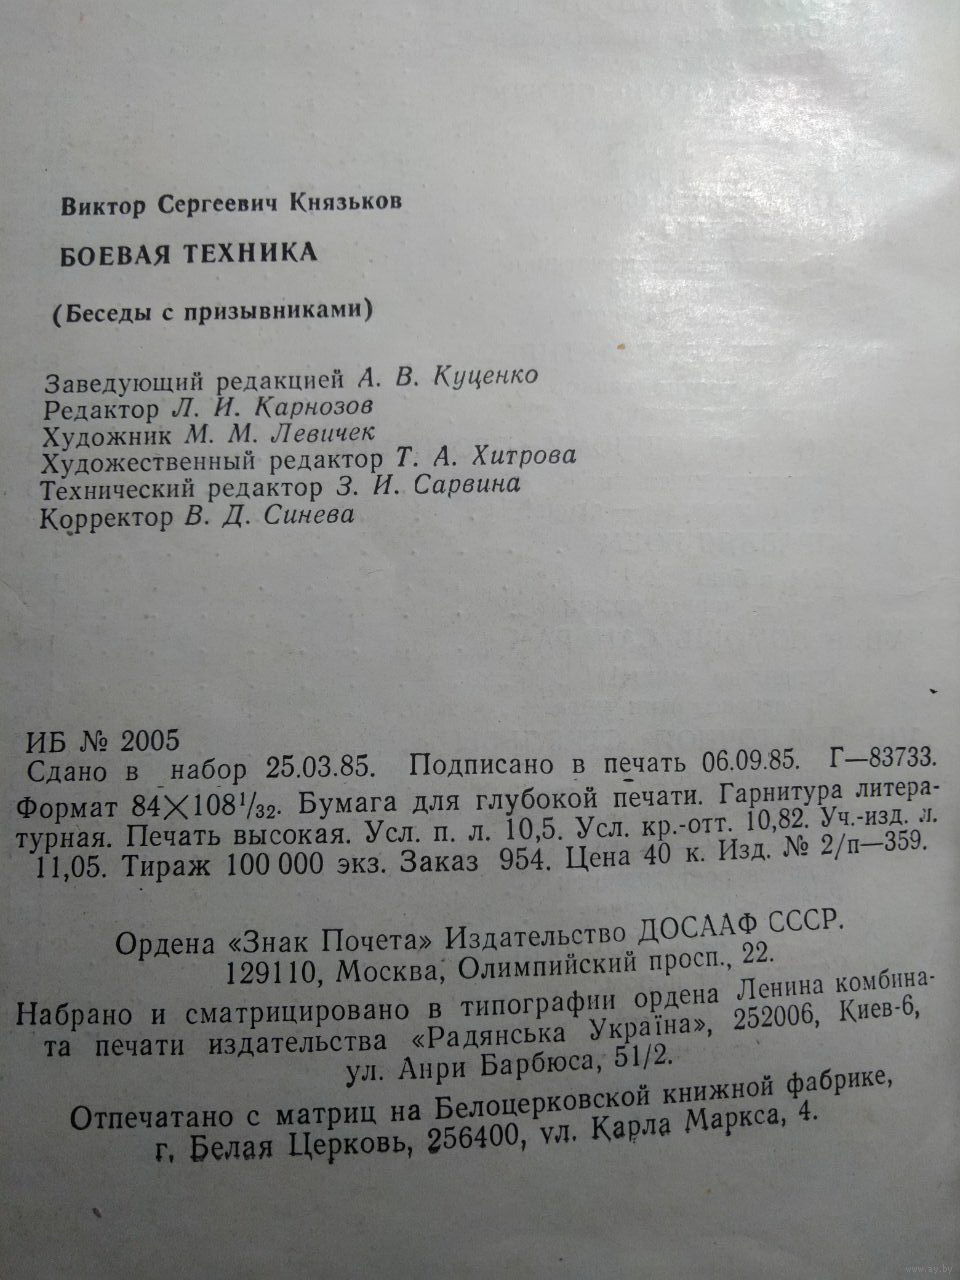 Виктор Сергеевич Князьков
БОЕВАЯ ТЕХНИКА
(Беседы с призывниками)
Заведующий редакцией А. В. Куценко
Редактор Л. И. Карнозов
Художник М. М. Левичек
Художественный редактор Т. А. Хитрова
Технический редактор З. И. Сарвина
Корректор В. Д. Синева
ИБ № 2005
Сдано в набор 25.03.85. Подписано в печать 06.09.85. Г—83733.
Формат 84×108¹/₃₂. Бумага для глубокой печати. Гарнитура литера-
турная. Печать высокая. Усл. п. л. 10,5. Усл. кр.-отт. 10,82. Уч.-изд. л.
11,05. Тираж 100 000 экз. Заказ 954. Цена 40 к. Изд. № 2/п—359.
Ордена «Знак Почета» Издательство ДОСААФ СССР.
129110, Москва, Олимпийский просп., 22.
Набрано и сматрицировано в типографии ордена Ленина комбина-
та печати издательства «Радянська Україна», 252006, Киев-6,
ул. Анри Барбюса, 51/2.
Отпечатано с матриц на Белоцерковской книжной фабрике,
г. Белая Церковь, 256400, ул. Карла Маркса, 4.
www.ay.by